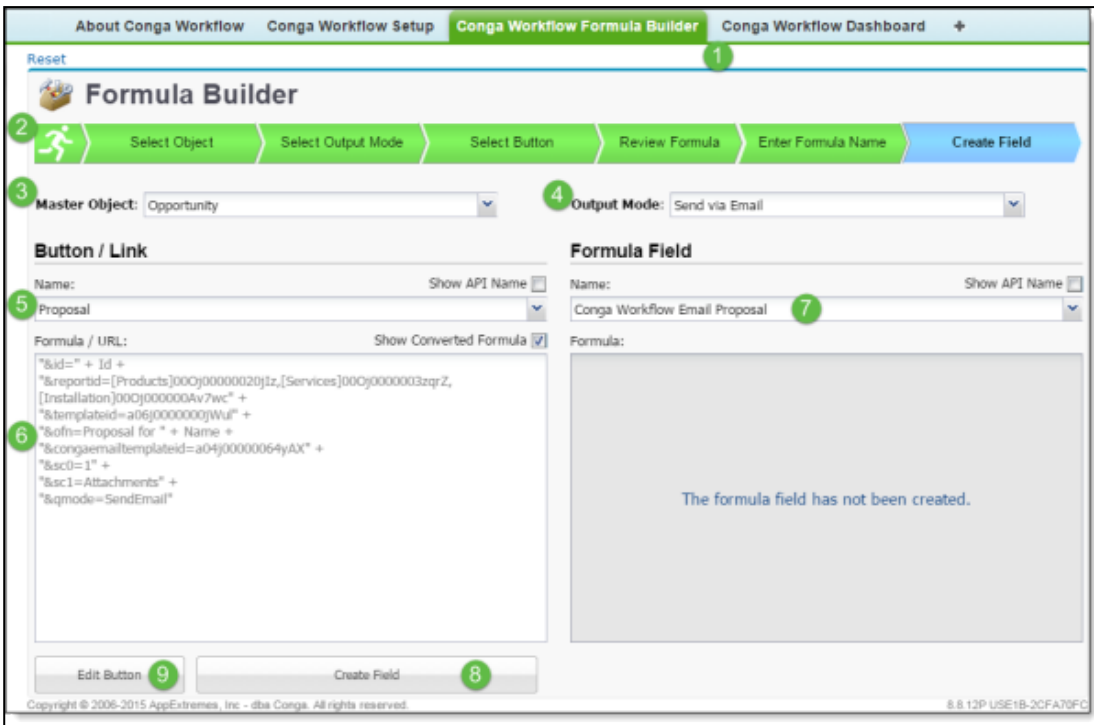 About Conga Workflow Conga Workflow Setup Conga Workflow Formula Builder Conga Workflow Dashboard +
1
Reset
Formula Builder
2
Select Object Select Output Mode Select Button Review Formula Enter Formula Name Create Field
3 Master Object: Opportunity 4 Output Mode: Send via Email
Button / Link Formula Field
Name: Show API Name Name: Show API Name
5 Proposal Conga Workflow Email Proposal 7
Formula / URL: Show Converted Formula Formula:
"&id=" + Id +
"&reportid=[Products]00Oj00000020jIz,[Services]00Oj0000003zqrZ,
[Installation]00Oj000000Av7wc" +
"&templateid=a06j0000000jWul" +
6 "&ofn=Proposal for " + Name +
"&congaemailtemplateid=a04j00000064yAX" +
"&sc0=1" +
"&sc1=Attachments" +
"&qmode=SendEmail"
The formula field has not been created.
Edit Button 9 Create Field 8
Copyright © 2006-2015 AppExtremes, Inc - dba Conga. All rights reserved. 8.8.12P USE1B-2CFA70FC